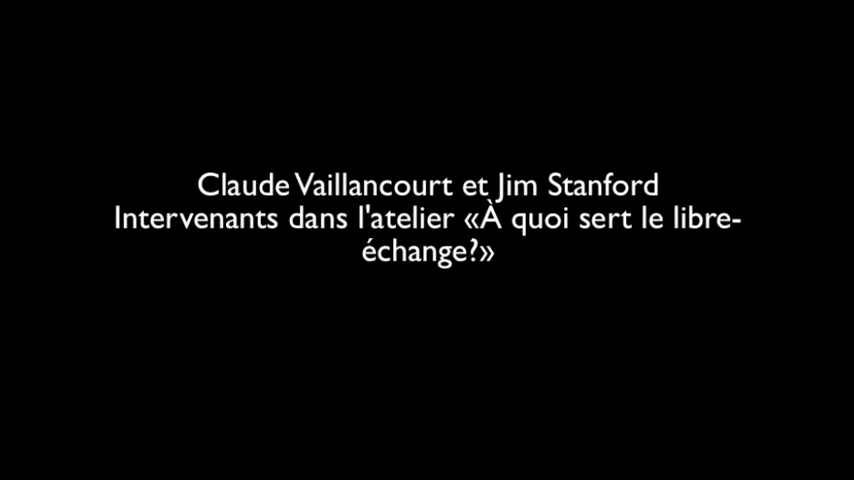 Claude Vaillancourt et Jim Stanford
Intervenants dans l'atelier «À quoi sert le libre-
échange?»